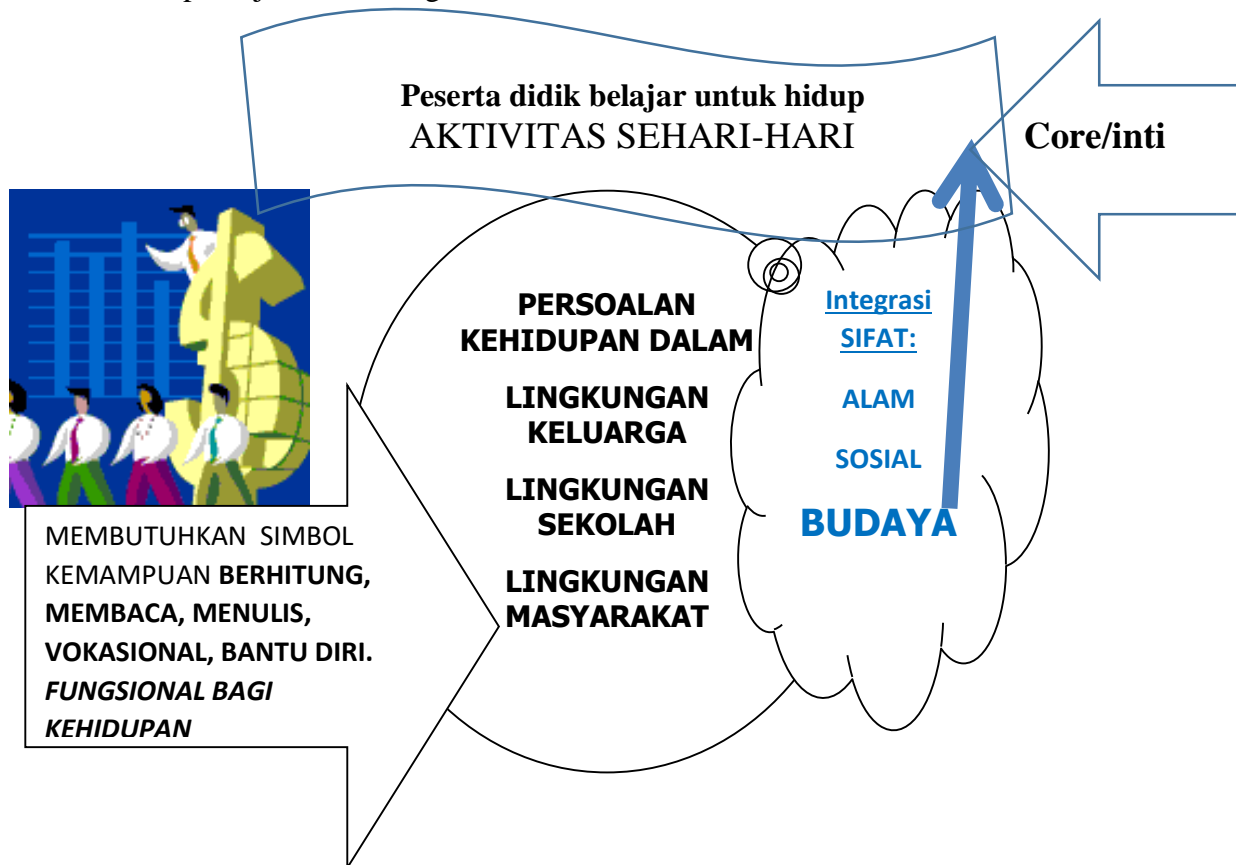 Peserta didik belajar untuk hidup
AKTIVITAS SEHARI-HARI
Core/inti
PERSOALAN
KEHIDUPAN DALAM
LINGKUNGAN
KELUARGA
LINGKUNGAN
SEKOLAH
LINGKUNGAN
MASYARAKAT
Integrasi
SIFAT:
ALAM
SOSIAL
BUDAYA
MEMBUTUHKAN SIMBOL
KEMAMPUAN BERHITUNG,
MEMBACA, MENULIS,
VOKASIONAL, BANTU DIRI.
FUNGSIONAL BAGI
KEHIDUPAN